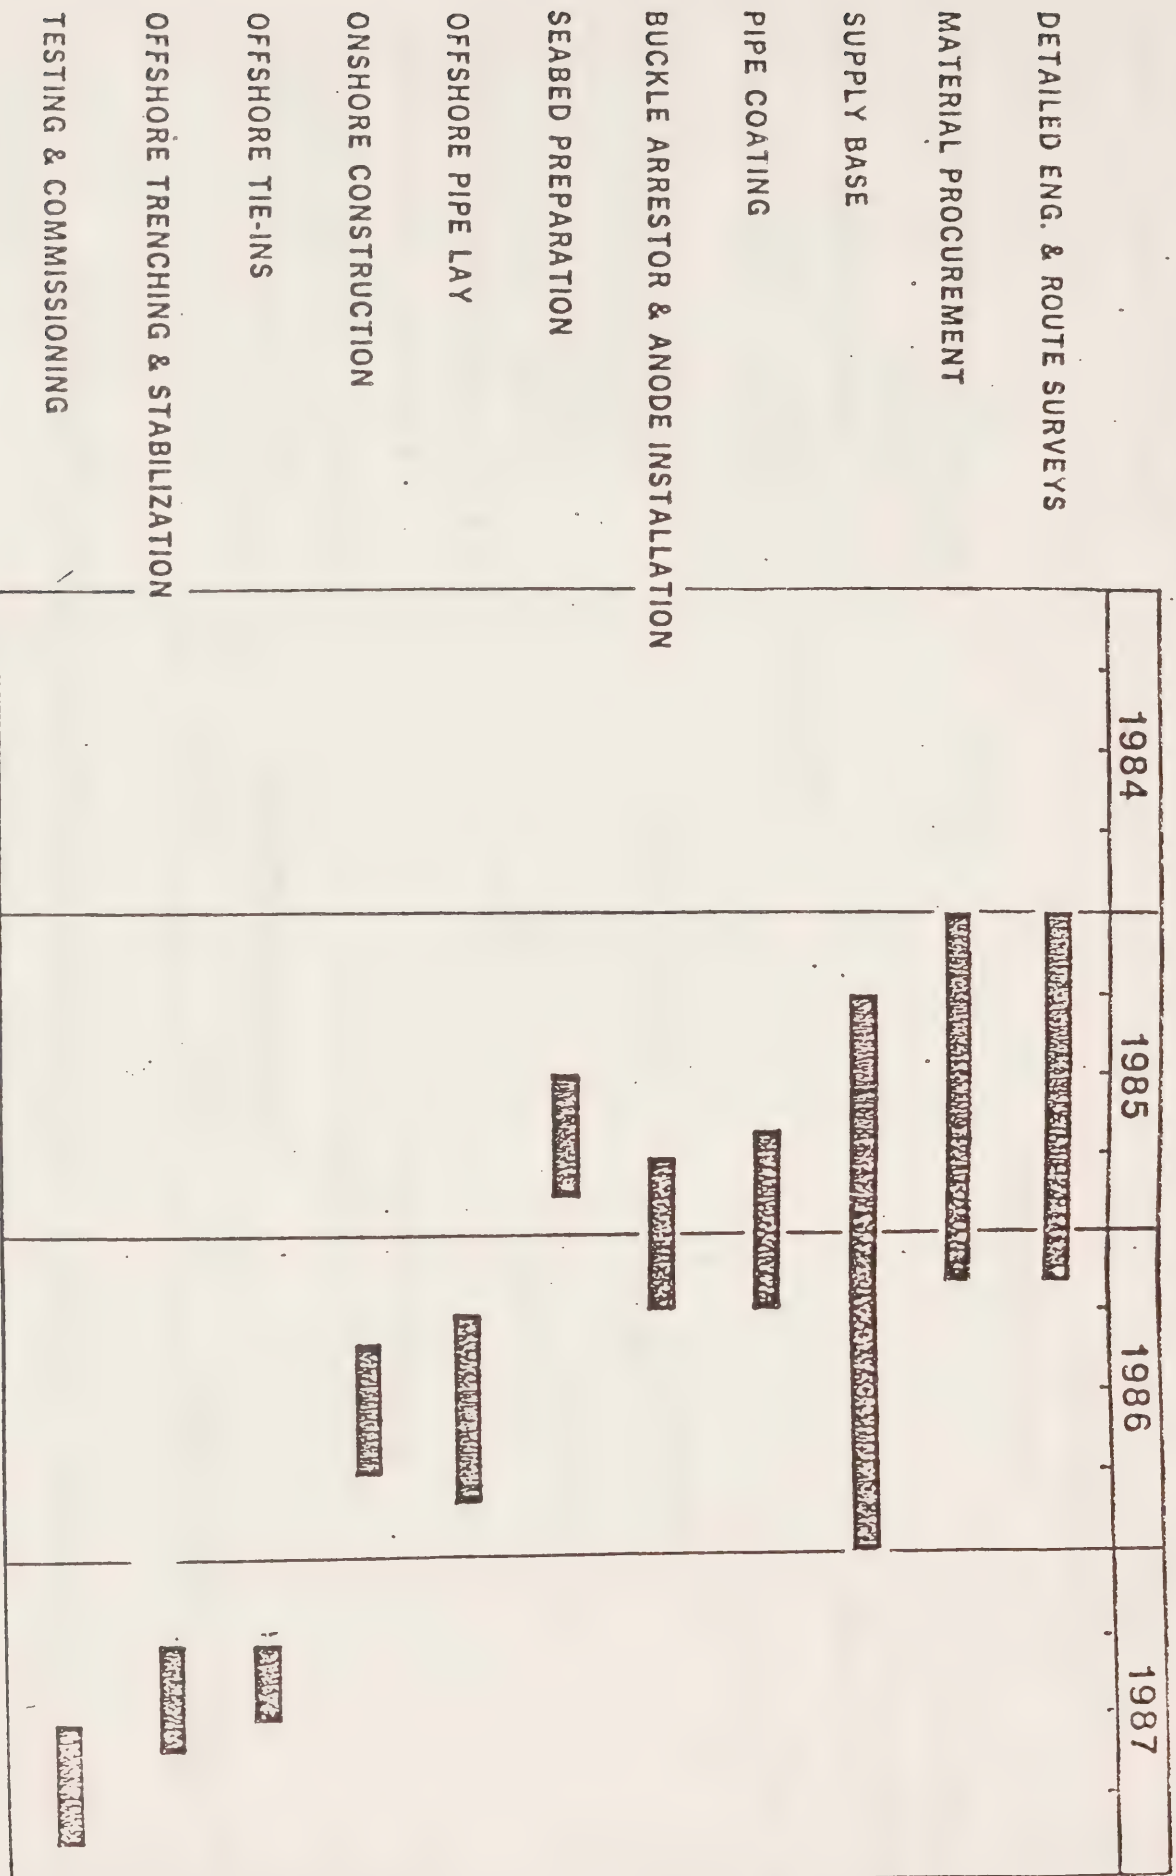 1984
1985
1986
1987
DETAILED ENG. & ROUTE SURVEYS
MATERIAL PROCUREMENT
SUPPLY BASE
PIPE COATING
BUCKLE ARRESTOR & ANODE INSTALLATION
SEABED PREPARATION
OFFSHORE PIPE LAY
ONSHORE CONSTRUCTION
OFFSHORE TIE-INS
OFFSHORE TRENCHING & STABILIZATION
TESTING & COMMISSIONING